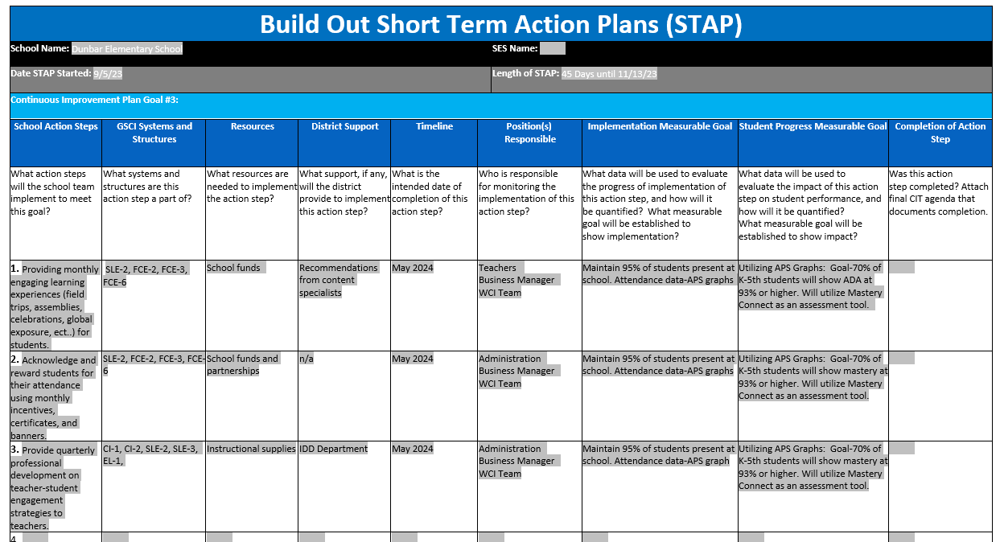 Build Out Short Term Action Plans (STAP)
School Name: Dunbar Elementary School
SES Name:
Date STAP Started: 9/5/23
Length of STAP: 45 Days until 11/13/23
Continuous Improvement Plan Goal #3:
School Action Steps
GSCI Systems and
Structures
Resources
District Support
Timeline
Position(s)
Responsible
Implementation Measurable Goal
Student Progress Measurable Goal
Completion of Action
Step
What action steps
will the school team
implement to meet
this goal?
What systems and
structures are this
action step a part of?
What resources are
needed to implement
the action step?
What support, if any,
will the district
provide to implement
this action step?
What is the
intended date of
completion of this
action step?
Who is responsible
for monitoring the
implementation of this
action step?
What data will be used to evaluate
the progress of implementation of
this action step, and how will it
be quantified? What measurable
goal will be established to
show implementation?
What data will be used to
evaluate the impact of this action
step on student performance, and
how will it be quantified?
What measurable goal will be
established to show impact?
Was this action
step completed? Attach
final CIT agenda that
documents completion.
1. Providing monthly
engaging learning
experiences (field
trips, assemblies,
celebrations, global
exposure, ect..) for
students.
SLE-2, FCE-2, FCE-3,
FCE-6
School funds
Recommendations
from content
specialists
May 2024
Teachers
Business Manager
WCI Team
Maintain 95% of students present at
school. Attendance data-APS graphs
Utilizing APS Graphs: Goal-70% of
K-5th students will show ADA at
93% or higher. Will utilize Mastery
Connect as an assessment tool.
2. Acknowledge and
reward students for
their attendance
using monthly
incentives,
certificates, and
banners.
SLE-2, FCE-2, FCE-3, FCE-
6
School funds and
partnerships
n/a
May 2024
Administration
Business Manager
WCI Team
Maintain 95% of students present at
school. Attendance data-APS graphs
Utilizing APS Graphs: Goal-70% of
K-5th students will show mastery at
93% or higher. Will utilize Mastery
Connect as an assessment tool.
3. Provide quarterly
professional
development on
teacher-student
engagement
strategies to
teachers.
CI-1, CI-2, SLE-2, SLE-3,
EL-1,
Instructional supplies
IDD Department
May 2024
Administration
Business Manager
WCI Team
Maintain 95% of students present at
school. Attendance data-APS graph
Utilizing APS Graphs: Goal-70% of
K-5th students will show mastery at
93% or higher. Will utilize Mastery
Connect as an assessment tool.
4